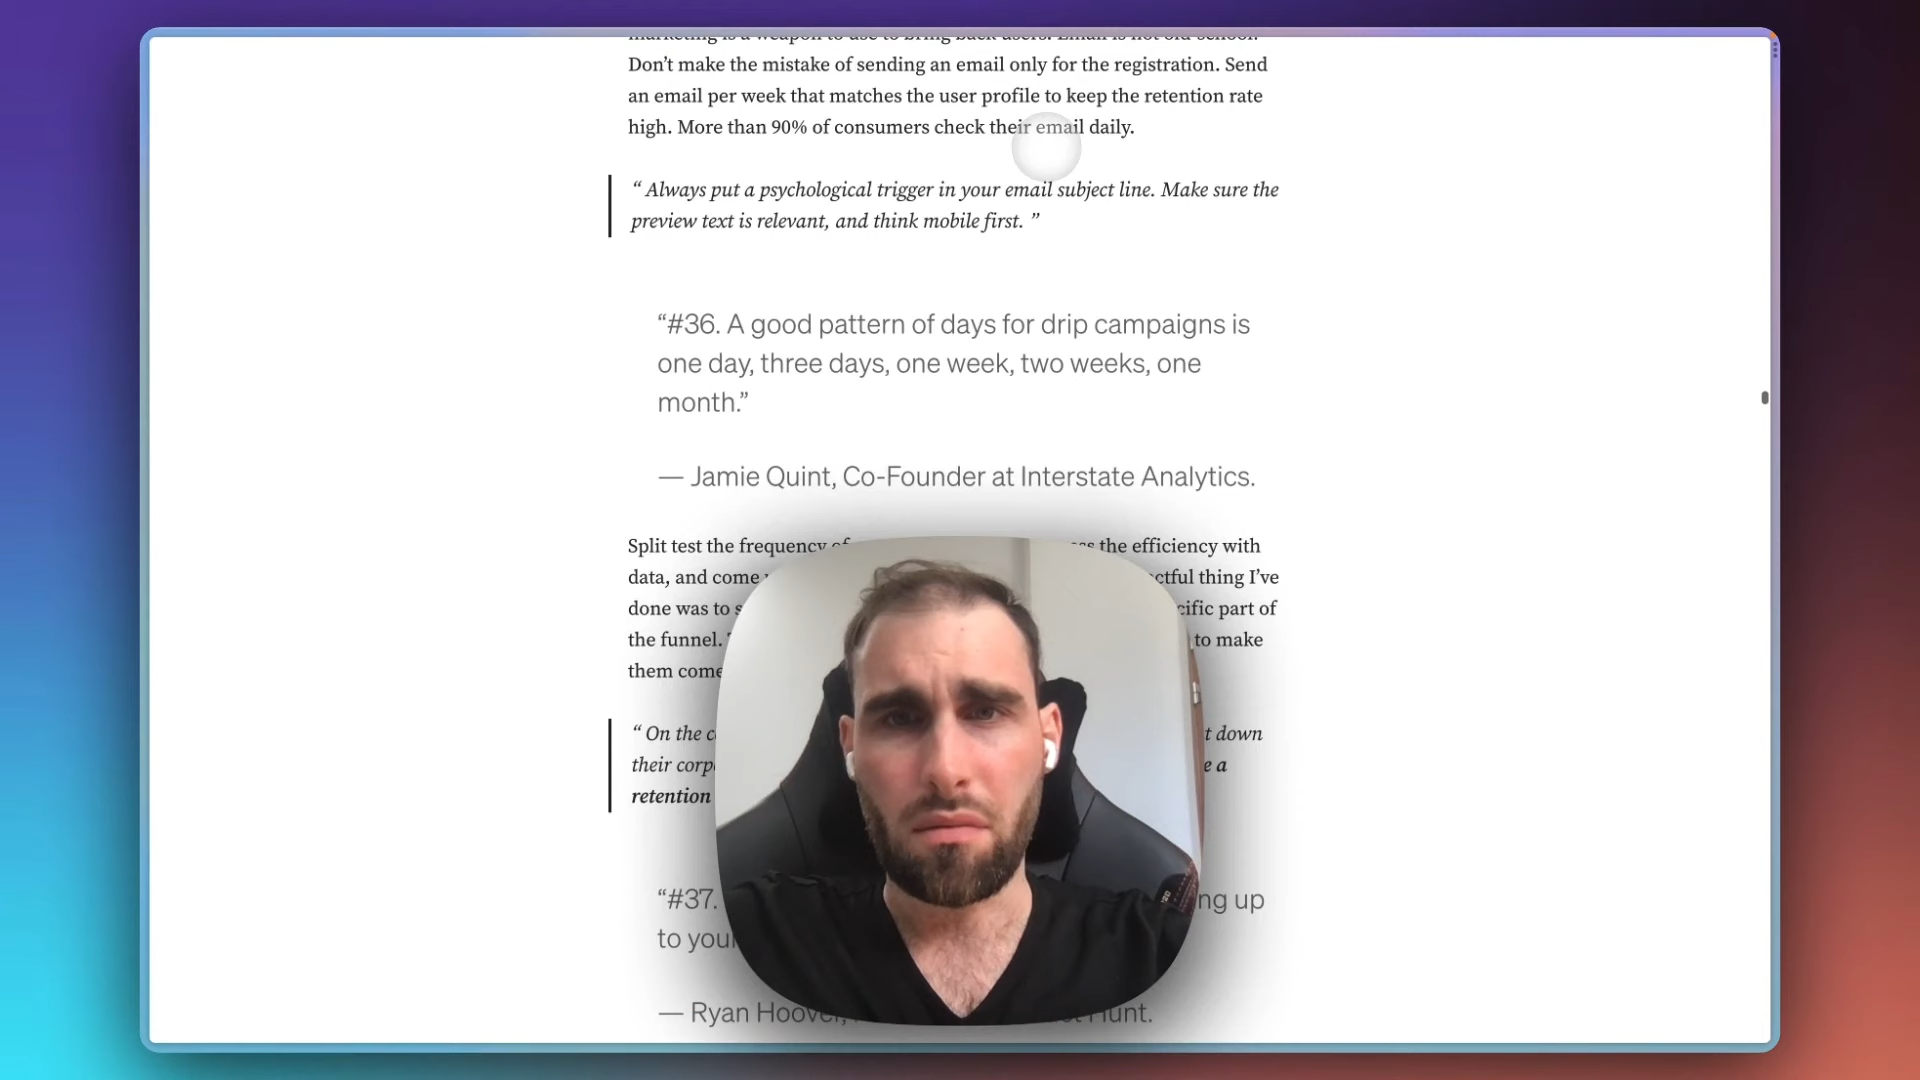 Don’t make the mistake of sending an email only for the registration. Send
an email per week that matches the user profile to keep the retention rate
high. More than 90% of consumers check their email daily.
“ Always put a psychological trigger in your email subject line. Make sure the
preview text is relevant, and think mobile first. ”
“#36. A good pattern of days for drip campaigns is
one day, three days, one week, two weeks, one
month.”
— Jamie Quint, Co-Founder at Interstate Analytics.
Split test the frequency of the efficiency with
data, and come thing I’ve
done was to part of
the funnel. to make
them come
“ On the down
their a
retention
“#37. up
to
— Ryan Hoover, Hunt.